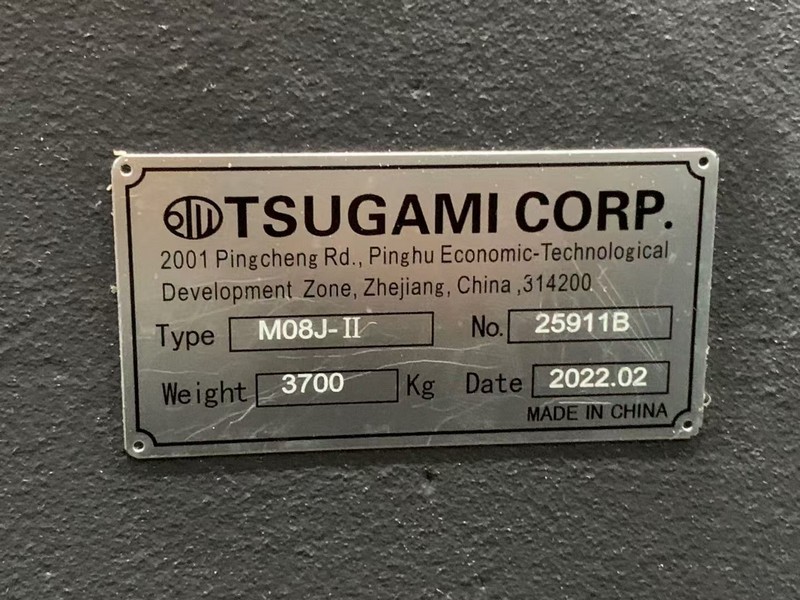 TSUGAMI CORP.
2001 Pingcheng Rd., Pinghu Economic-Technological
Development Zone, Zhejiang, China ,314200
Type M08J-II No. 25911B
Weight 3700 Kg Date 2022.02
MADE IN CHINA